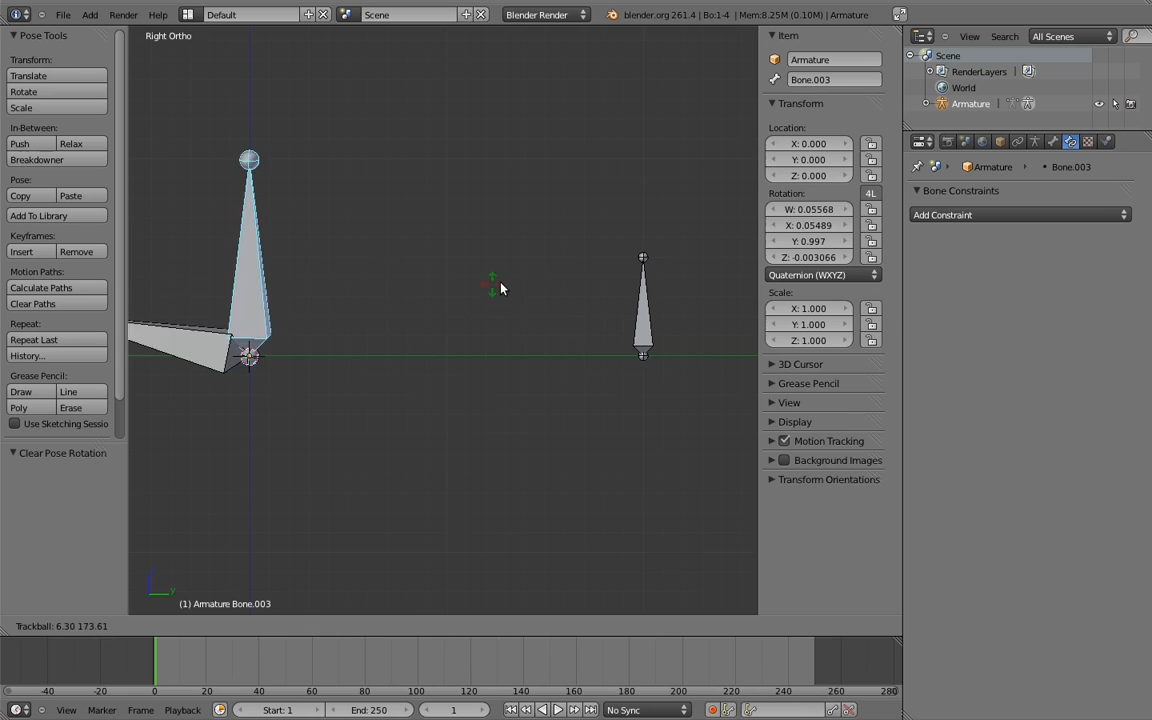 File Add Render Help Default Scene Blender Render blender.org 261.4 | Bo:1-4 | Mem:8.25M (0.10M) | Armature
Pose Tools
Transform:
Translate
Rotate
Scale
In-Between:
Push Relax
Breakdowner
Pose:
Copy Paste
Add To Library
Keyframes:
Insert Remove
Motion Paths:
Calculate Paths
Clear Paths
Repeat:
Repeat Last
History...
Grease Pencil:
Draw Line
Poly Erase
Use Sketching Sessio
Clear Pose Rotation
Right Ortho
y
(1) Armature Bone.003
Item
Armature
Bone.003
Transform
Location:
X: 0.000
Y: 0.000
Z: 0.000
Rotation: 4L
W: 0.05568
X: 0.05489
Y: 0.997
Z: -0.003066
Quaternion (WXYZ)
Scale:
X: 1.000
Y: 1.000
Z: 1.000
3D Cursor
Grease Pencil
View
Display
Motion Tracking
Background Images
Transform Orientations
View Search All Scenes
Scene
RenderLayers |
World
Armature |
Armature Bone.003
Bone Constraints
Add Constraint
Trackball: 6.30 173.61
-40 -20 0 20 40 60 80 100 120 140 160 180 200 220 240 260 280
View Marker Frame Playback Start: 1 End: 250 1 No Sync